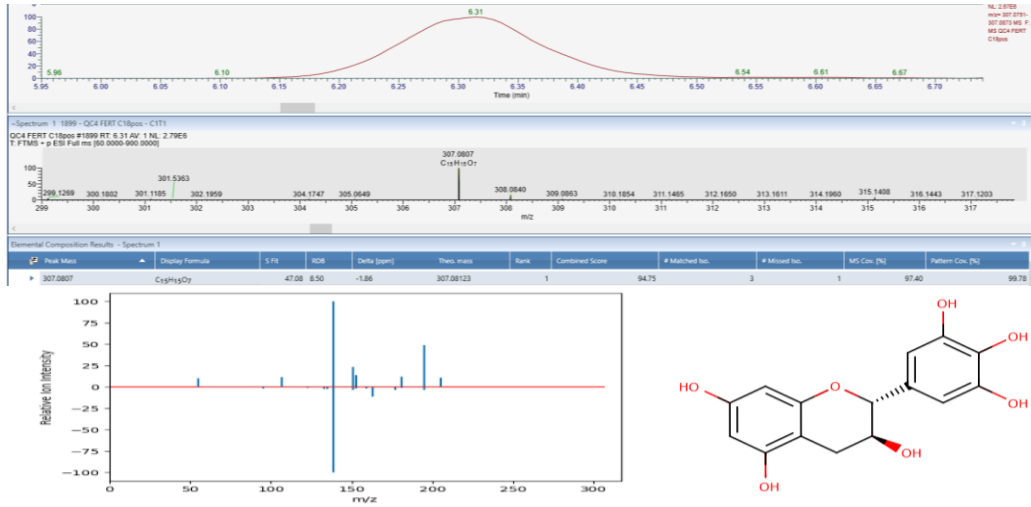 NL: 2.67E8
m/z= 307.0791-
307.0873 MS F:
MS QC4 FERT
C18pos
100
80
60
40
20
0
6.31
5.96
6.10
6.54
6.61
6.67
5.95 6.00 6.05 6.10 6.15 6.20 6.25 6.30 6.35 6.40 6.45 6.50 6.55 6.60 6.65 6.70
Time (min)
Spectrum 1 1899 - QC4 FERT C18pos - C1T1
QC4 FERT C18pos #1899 RT: 6.31 AV: 1 NL: 2.79E6
T: FTMS + p ESI Full ms [60.0000-900.0000]
307.0807
C₁₅H₁₅O₇
100
50
0
299.1269 300.1802 301.1185 301.5363 302.1959 304.1747 305.0649 308.0840 309.0863 310.1854 311.1465 312.1650 313.1611 314.1960 315.1408 316.1443 317.1203
299 300 301 302 303 304 305 306 307 308 309 310 311 312 313 314 315 316 317
m/z
Elemental Composition Results - Spectrum 1
Peak Mass Display Formula S Fit RDB Delta [ppm] Theo. mass Rank Combined Score # Matched Iso. # Missed Iso. MS Cov. [%] Pattern Cov. [%]
307.0807 C₁₅H₁₅O₇ 47.08 8.50 -1.86 307.08123 1 94.75 3 1 97.40 99.78
Relative Ion Intensity
100
75
50
25
0
−25
−50
−75
−100
0 50 100 150 200 250 300
m/z
OH
OH
OH
HO
O
OH
OH